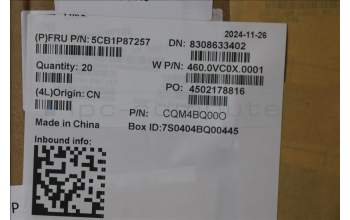 2024-11-26
(P)FRU P/N: 5CB1P87257 DN: 8308633402
Quantity: 20 W P/N: 460.0VC0X.0001
(4L)Origin: CN PO: 4502178816
P/N: CQM4BQ00O
Made in China Box ID:7S0404BQ00445
Inbound info:
P